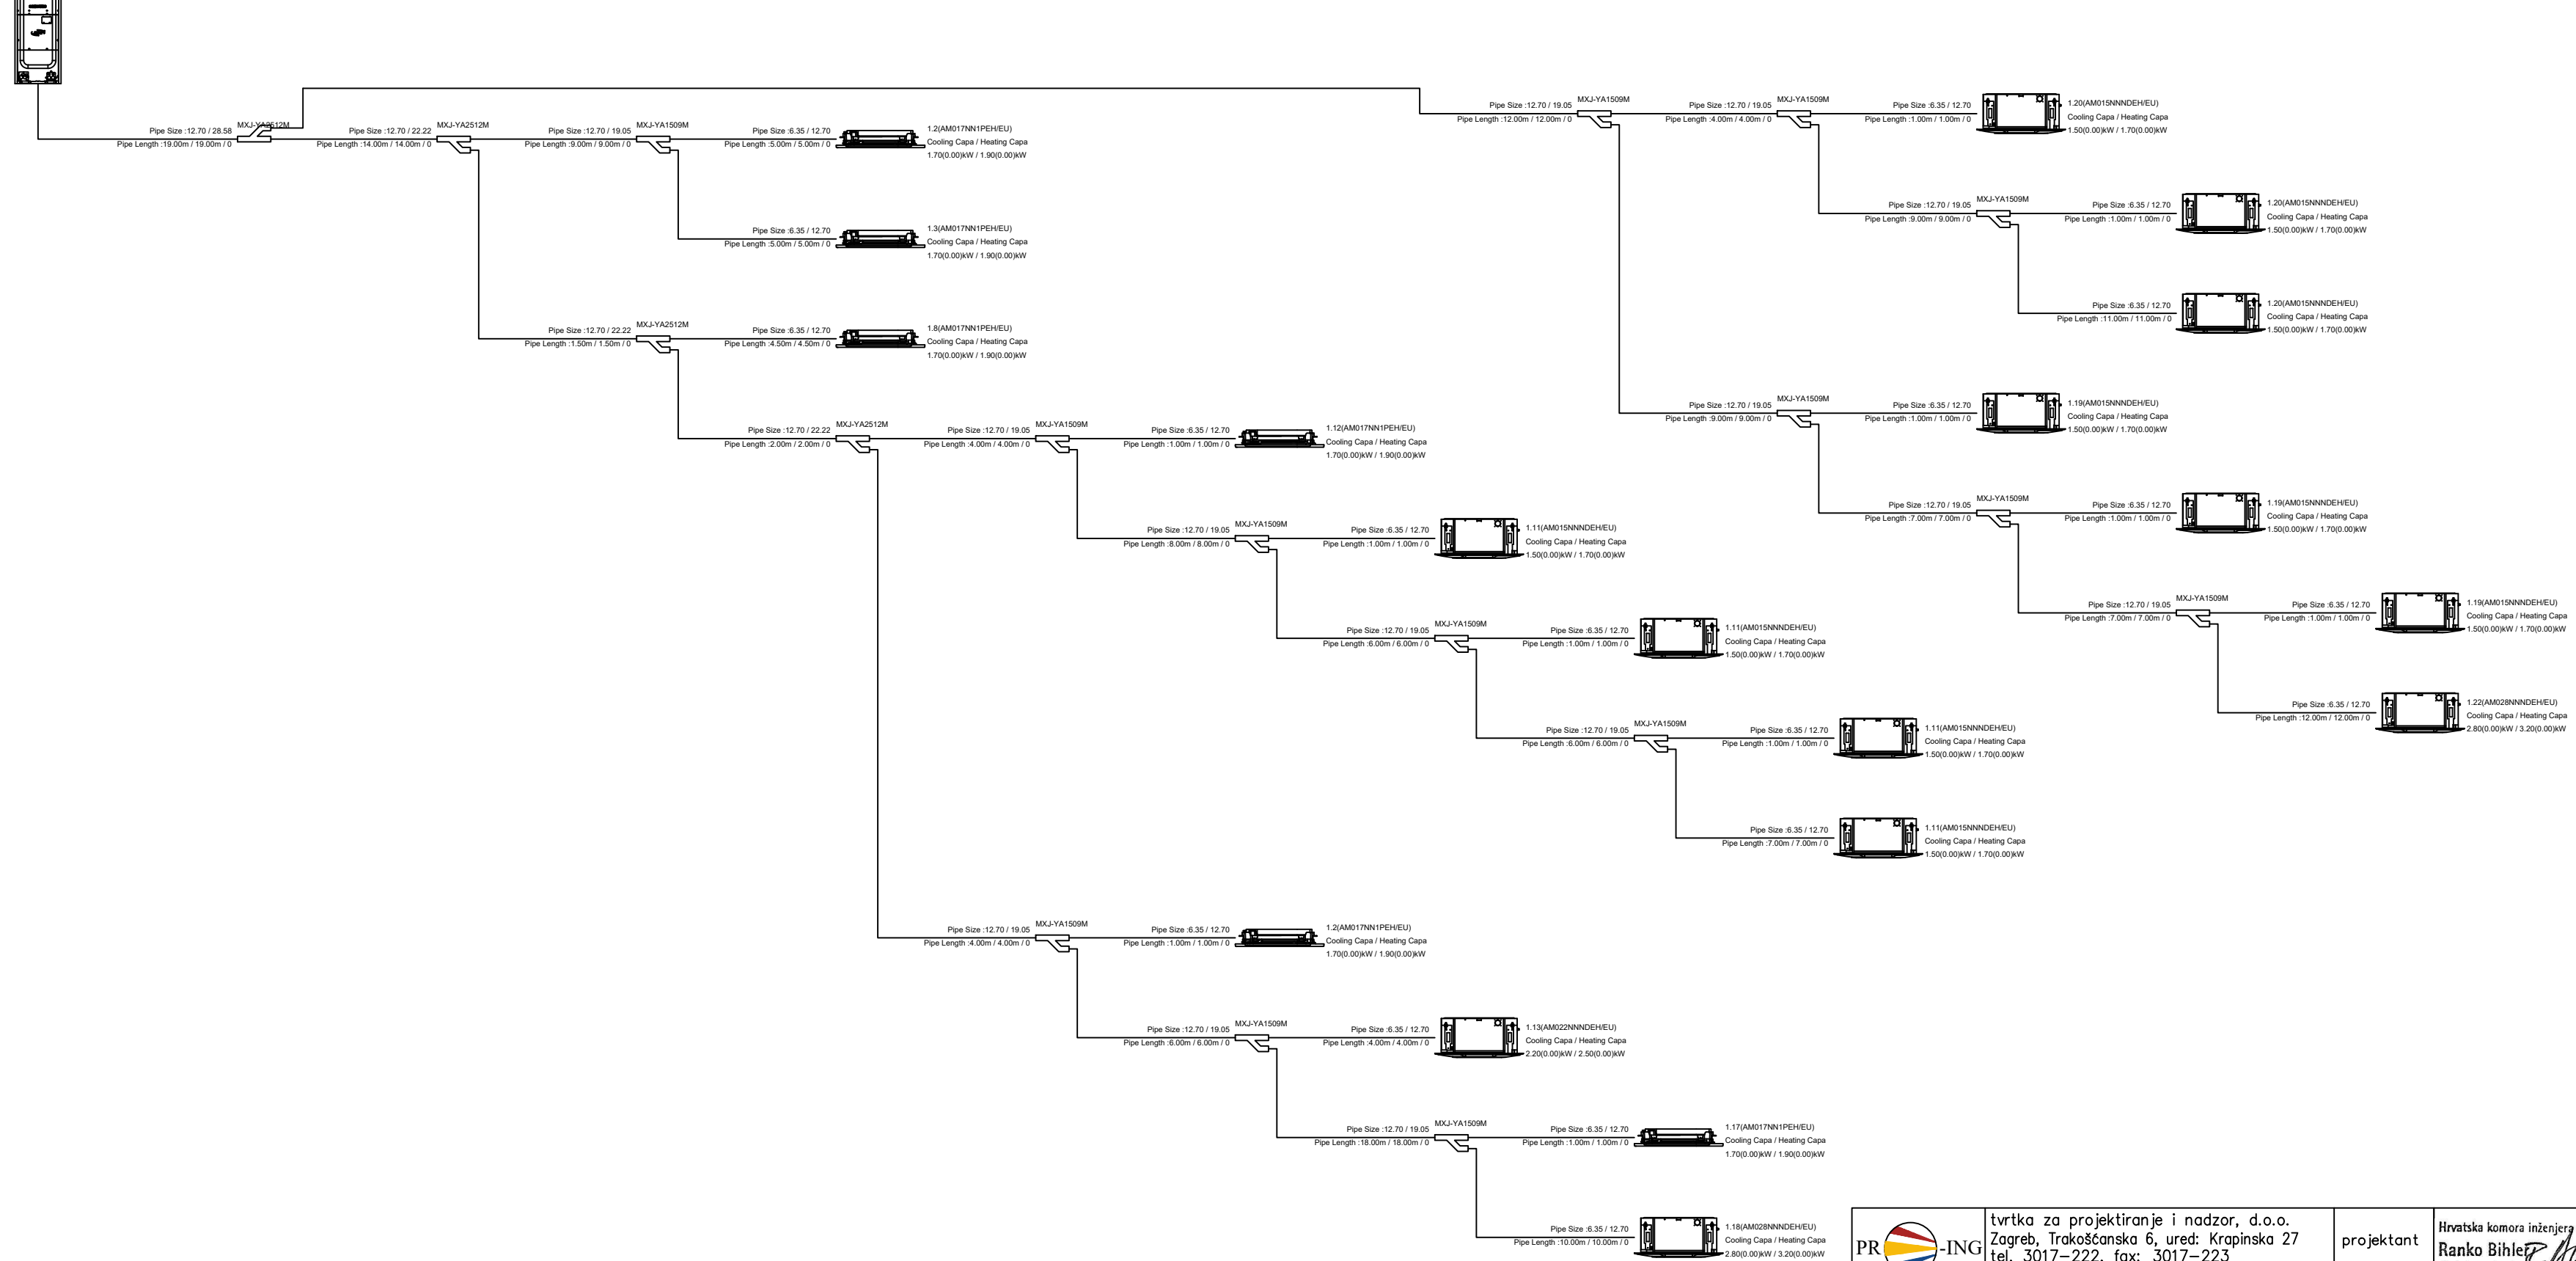 Pipe Size :12.70 / 28.58
Pipe Length :19.00m / 19.00m / 0
MXJ-YA2512M
Pipe Size :12.70 / 22.22
Pipe Length :14.00m / 14.00m / 0
MXJ-YA2512M
Pipe Size :12.70 / 19.05
Pipe Length :9.00m / 9.00m / 0
MXJ-YA1509M
Pipe Size :6.35 / 12.70
Pipe Length :5.00m / 5.00m / 0
1.2(AM017NN1PEH/EU)
Cooling Capa / Heating Capa
1.70(0.00)kW / 1.90(0.00)kW
Pipe Size :6.35 / 12.70
Pipe Length :5.00m / 5.00m / 0
1.3(AM017NN1PEH/EU)
Cooling Capa / Heating Capa
1.70(0.00)kW / 1.90(0.00)kW
Pipe Size :12.70 / 22.22
Pipe Length :1.50m / 1.50m / 0
MXJ-YA2512M
Pipe Size :6.35 / 12.70
Pipe Length :4.50m / 4.50m / 0
1.8(AM017NN1PEH/EU)
Cooling Capa / Heating Capa
1.70(0.00)kW / 1.90(0.00)kW
Pipe Size :12.70 / 22.22
Pipe Length :2.00m / 2.00m / 0
MXJ-YA2512M
Pipe Size :12.70 / 19.05
Pipe Length :4.00m / 4.00m / 0
MXJ-YA1509M
Pipe Size :6.35 / 12.70
Pipe Length :1.00m / 1.00m / 0
1.12(AM017NN1PEH/EU)
Cooling Capa / Heating Capa
1.70(0.00)kW / 1.90(0.00)kW
Pipe Size :12.70 / 19.05
Pipe Length :8.00m / 8.00m / 0
MXJ-YA1509M
Pipe Size :6.35 / 12.70
Pipe Length :1.00m / 1.00m / 0
1.11(AM015NNNDEH/EU)
Cooling Capa / Heating Capa
1.50(0.00)kW / 1.70(0.00)kW
Pipe Size :12.70 / 19.05
Pipe Length :6.00m / 6.00m / 0
MXJ-YA1509M
Pipe Size :6.35 / 12.70
Pipe Length :1.00m / 1.00m / 0
1.11(AM015NNNDEH/EU)
Cooling Capa / Heating Capa
1.50(0.00)kW / 1.70(0.00)kW
Pipe Size :12.70 / 19.05
Pipe Length :6.00m / 6.00m / 0
MXJ-YA1509M
Pipe Size :6.35 / 12.70
Pipe Length :1.00m / 1.00m / 0
1.11(AM015NNNDEH/EU)
Cooling Capa / Heating Capa
1.50(0.00)kW / 1.70(0.00)kW
Pipe Size :6.35 / 12.70
Pipe Length :7.00m / 7.00m / 0
1.11(AM015NNNDEH/EU)
Cooling Capa / Heating Capa
1.50(0.00)kW / 1.70(0.00)kW
Pipe Size :12.70 / 19.05
Pipe Length :4.00m / 4.00m / 0
MXJ-YA1509M
Pipe Size :6.35 / 12.70
Pipe Length :1.00m / 1.00m / 0
1.2(AM017NN1PEH/EU)
Cooling Capa / Heating Capa
1.70(0.00)kW / 1.90(0.00)kW
Pipe Size :12.70 / 19.05
Pipe Length :6.00m / 6.00m / 0
MXJ-YA1509M
Pipe Size :6.35 / 12.70
Pipe Length :4.00m / 4.00m / 0
1.13(AM022NNNDEH/EU)
Cooling Capa / Heating Capa
2.20(0.00)kW / 2.50(0.00)kW
Pipe Size :12.70 / 19.05
Pipe Length :18.00m / 18.00m / 0
MXJ-YA1509M
Pipe Size :6.35 / 12.70
Pipe Length :1.00m / 1.00m / 0
1.17(AM017NN1PEH/EU)
Cooling Capa / Heating Capa
1.70(0.00)kW / 1.90(0.00)kW
Pipe Size :6.35 / 12.70
Pipe Length :10.00m / 10.00m / 0
1.18(AM028NNNDEH/EU)
Cooling Capa / Heating Capa
2.80(0.00)kW / 3.20(0.00)kW
Pipe Size :12.70 / 19.05
Pipe Length :12.00m / 12.00m / 0
MXJ-YA1509M
Pipe Size :12.70 / 19.05
Pipe Length :4.00m / 4.00m / 0
MXJ-YA1509M
Pipe Size :6.35 / 12.70
Pipe Length :1.00m / 1.00m / 0
1.20(AM015NNNDEH/EU)
Cooling Capa / Heating Capa
1.50(0.00)kW / 1.70(0.00)kW
Pipe Size :12.70 / 19.05
Pipe Length :9.00m / 9.00m / 0
MXJ-YA1509M
Pipe Size :6.35 / 12.70
Pipe Length :1.00m / 1.00m / 0
1.20(AM015NNNDEH/EU)
Cooling Capa / Heating Capa
1.50(0.00)kW / 1.70(0.00)kW
Pipe Size :6.35 / 12.70
Pipe Length :11.00m / 11.00m / 0
1.20(AM015NNNDEH/EU)
Cooling Capa / Heating Capa
1.50(0.00)kW / 1.70(0.00)kW
Pipe Size :12.70 / 19.05
Pipe Length :9.00m / 9.00m / 0
MXJ-YA1509M
Pipe Size :6.35 / 12.70
Pipe Length :1.00m / 1.00m / 0
1.19(AM015NNNDEH/EU)
Cooling Capa / Heating Capa
1.50(0.00)kW / 1.70(0.00)kW
Pipe Size :12.70 / 19.05
Pipe Length :7.00m / 7.00m / 0
MXJ-YA1509M
Pipe Size :6.35 / 12.70
Pipe Length :1.00m / 1.00m / 0
1.19(AM015NNNDEH/EU)
Cooling Capa / Heating Capa
1.50(0.00)kW / 1.70(0.00)kW
Pipe Size :12.70 / 19.05
Pipe Length :7.00m / 7.00m / 0
MXJ-YA1509M
Pipe Size :6.35 / 12.70
Pipe Length :1.00m / 1.00m / 0
1.19(AM015NNNDEH/EU)
Cooling Capa / Heating Capa
1.50(0.00)kW / 1.70(0.00)kW
Pipe Size :6.35 / 12.70
Pipe Length :12.00m / 12.00m / 0
1.22(AM028NNNDEH/EU)
Cooling Capa / Heating Capa
2.80(0.00)kW / 3.20(0.00)kW
PR -ING
tvrtka za projektiranje i nadzor, d.o.o.
Zagreb, Trakošćanska 6, ured: Krapinska 27
tel. 3017-222, fax: 3017-223
projektant
Hrvatska komora inženjera
Ranko Bihler